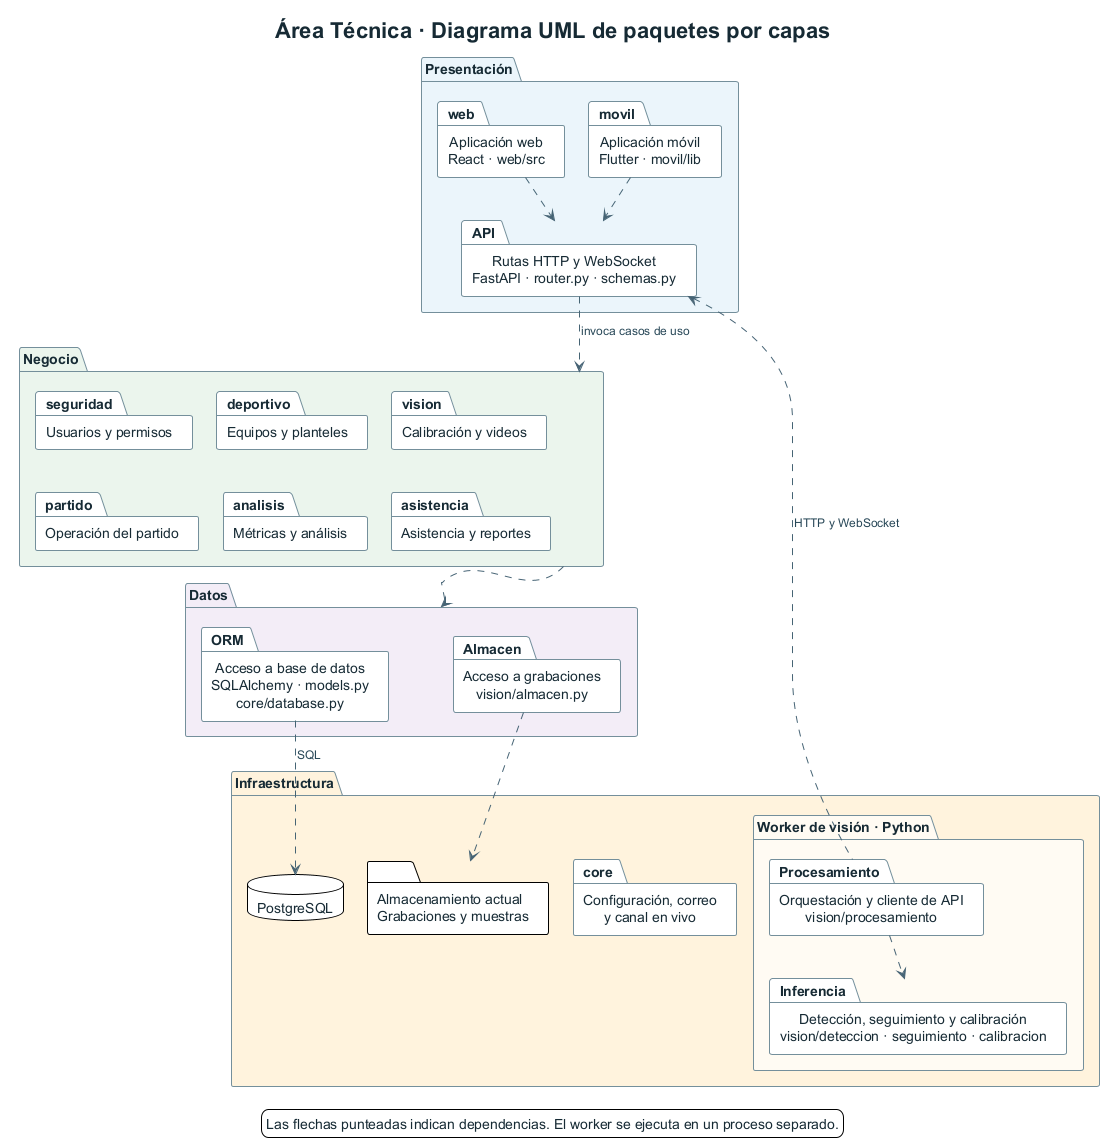 Área Técnica · Diagrama UML de paquetes por capas
Presentación
web
Aplicación web
React · web/src
movil
Aplicación móvil
Flutter · movil/lib
API
Rutas HTTP y WebSocket
FastAPI · router.py · schemas.py
invoca casos de uso
Negocio
seguridad
Usuarios y permisos
deportivo
Equipos y planteles
vision
Calibración y videos
partido
Operación del partido
analisis
Métricas y análisis
asistencia
Asistencia y reportes
HTTP y WebSocket
Datos
ORM
Acceso a base de datos
SQLAlchemy · models.py
core/database.py
Almacen
Acceso a grabaciones
vision/almacen.py
SQL
Infraestructura
PostgreSQL
Almacenamiento actual
Grabaciones y muestras
core
Configuración, correo
y canal en vivo
Worker de visión · Python
Procesamiento
Orquestación y cliente de API
vision/procesamiento
Inferencia
Detección, seguimiento y calibración
vision/deteccion · seguimiento · calibracion
Las flechas punteadas indican dependencias. El worker se ejecuta en un proceso separado.